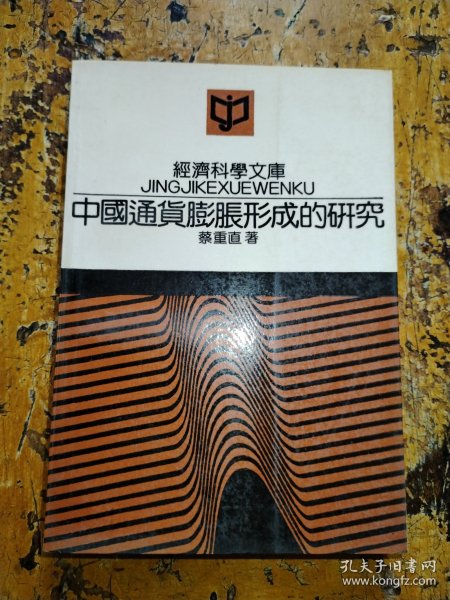 經濟科學文庫
JINGJIKEXUEWENKU
中國通貨膨脹形成的研究
蔡重直 著
孔夫子旧书网
www.kongfz.com